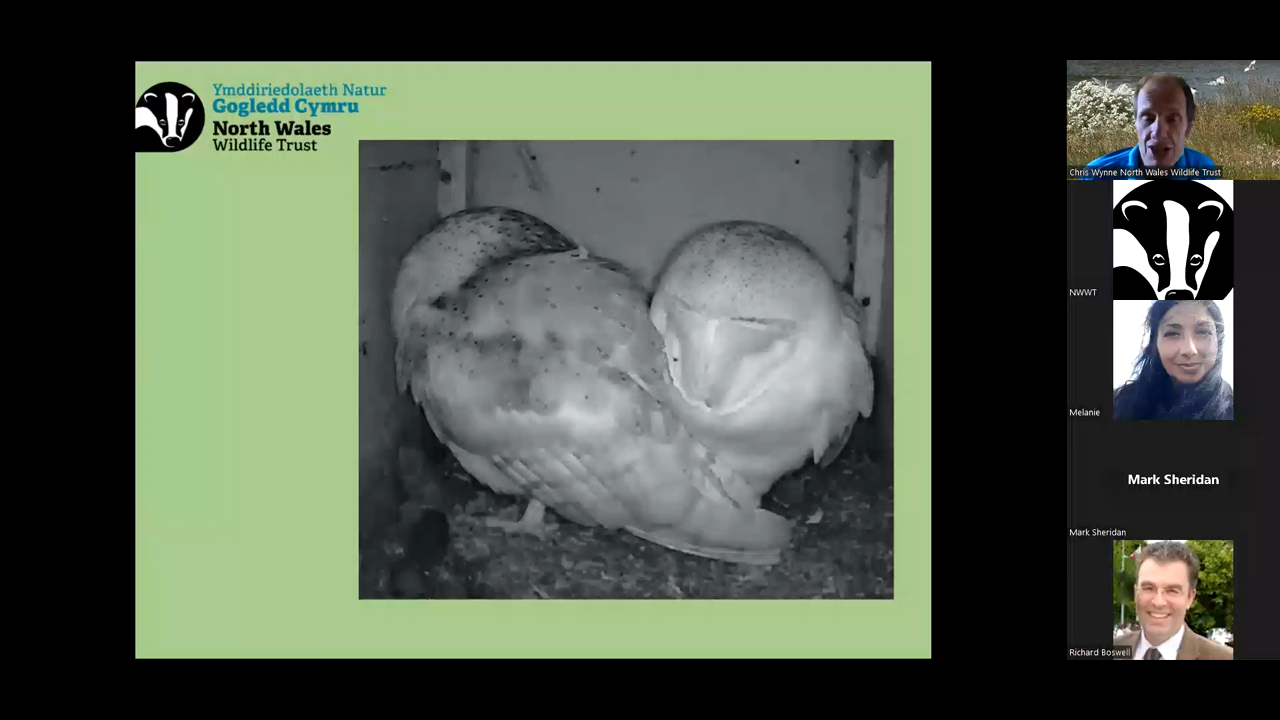 Ymddiriedolaeth Natur
Gogledd Cymru
North Wales
Wildlife Trust
Chris Wynne North Wales Wildlife Trust
NWWT
Melanie
Mark Sheridan
Mark Sheridan
Richard Boswell